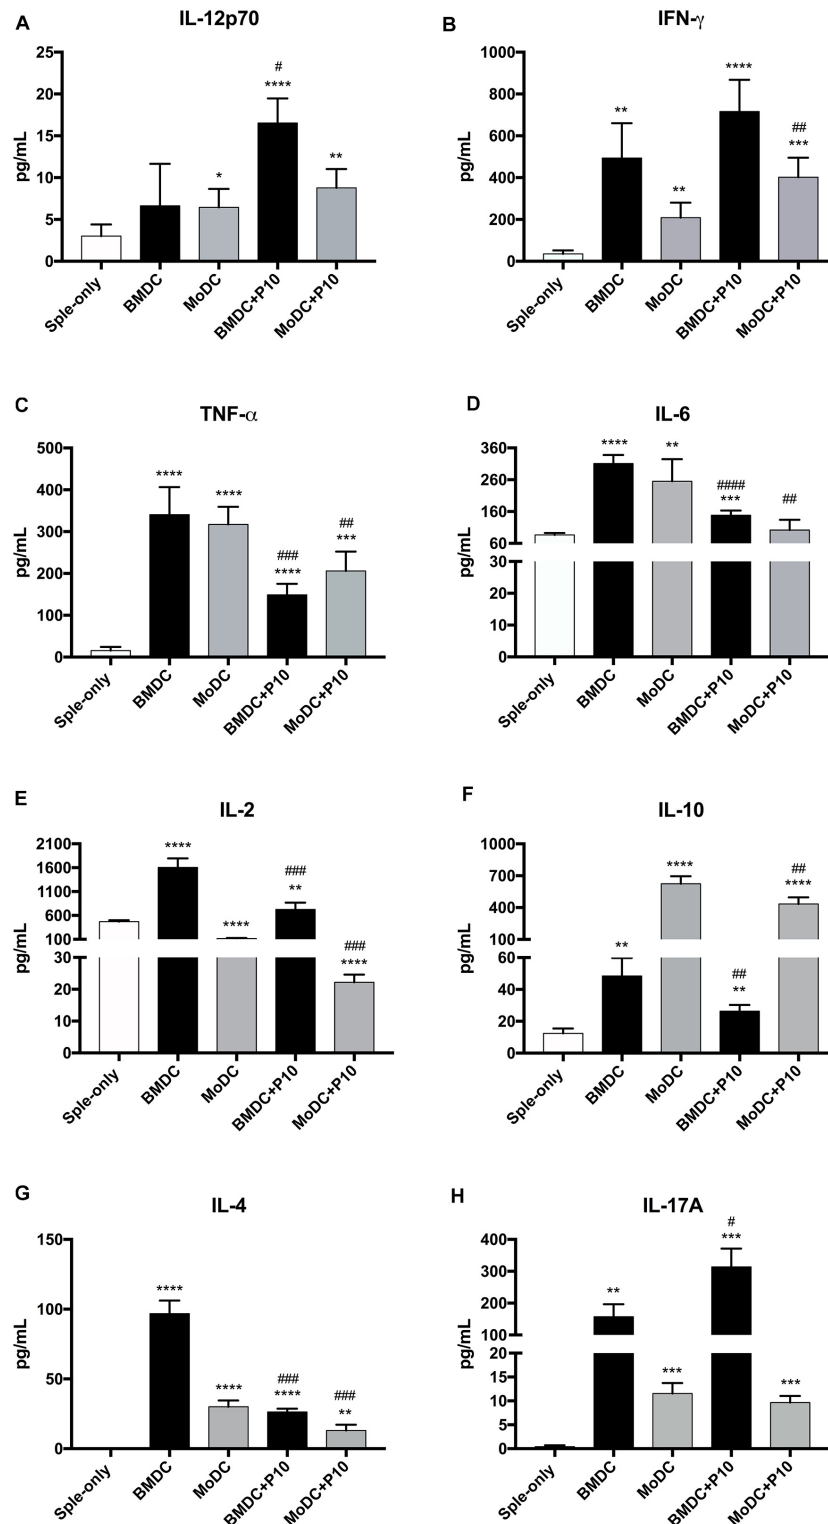 A
IL-12p70
25
20
15
10
5
0
pg/mL
*
#
****
**
Sple-only
BMDC
MoDC
BMDC+P10
MoDC+P10
B
IFN-γ
1000
800
600
400
200
0
pg/mL
**
**
****
##
***
Sple-only
BMDC
MoDC
BMDC+P10
MoDC+P10
C
TNF-α
500
400
300
200
100
0
pg/mL
****
****
###
****
##
***
Sple-only
BMDC
MoDC
BMDC+P10
MoDC+P10
D
IL-6
360
260
160
60
30
20
10
0
pg/mL
****
**
####
***
##
Sple-only
BMDC
MoDC
BMDC+P10
MoDC+P10
E
IL-2
2100
1600
1100
600
100
30
20
10
0
pg/mL
****
****
###
**
###
****
Sple-only
BMDC
MoDC
BMDC+P10
MoDC+P10
F
IL-10
1000
700
400
100
60
40
20
0
pg/mL
**
****
##
**
##
****
Sple-only
BMDC
MoDC
BMDC+P10
MoDC+P10
G
IL-4
150
100
50
0
pg/mL
****
****
###
****
###
**
Sple-only
BMDC
MoDC
BMDC+P10
MoDC+P10
H
IL-17A
400
300
200
100
20
15
10
5
0
pg/mL
**
***
#
***
***
Sple-only
BMDC
MoDC
BMDC+P10
MoDC+P10